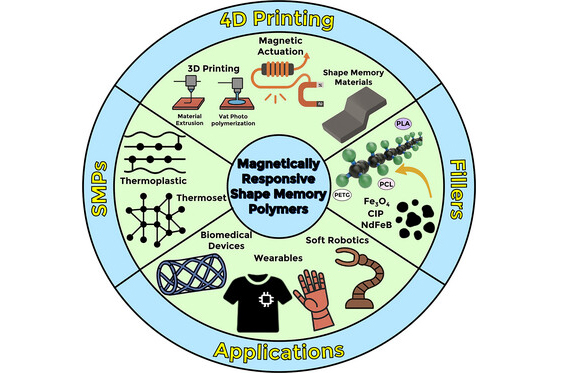 4D Printing
Magnetic
Actuation
3D Printing
Shape Memory
Materials
Material
Extrusion
Vat Photo
polymerization
S
N
SMPs
Thermoplastic
Thermoset
Magnetically
Responsive
Shape Memory
Polymers
PLA
PCL
PETG
Fe₃O₄
CIP
NdFeB
Fillers
Biomedical
Devices
Wearables
Soft Robotics
Applications